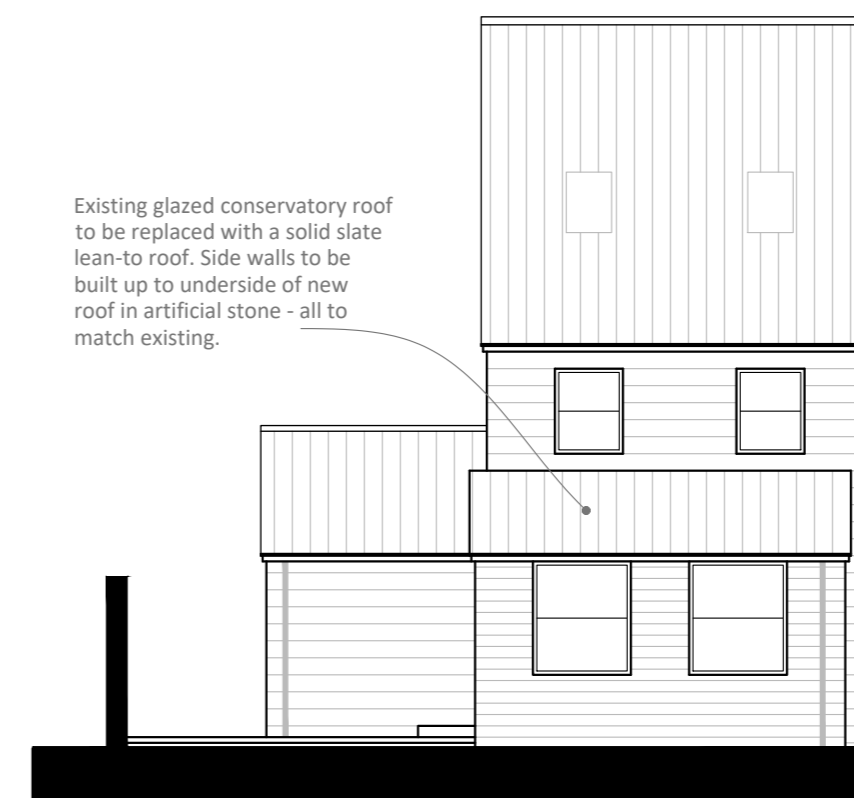 Existing glazed conservatory roof
to be replaced with a solid slate
lean-to roof. Side walls to be
built up to underside of new
roof in artificial stone - all to
match existing.